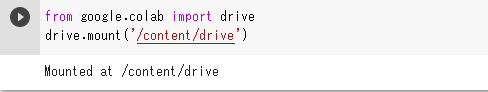 from google.colab import drive
drive.mount('/content/drive')
Mounted at /content/drive